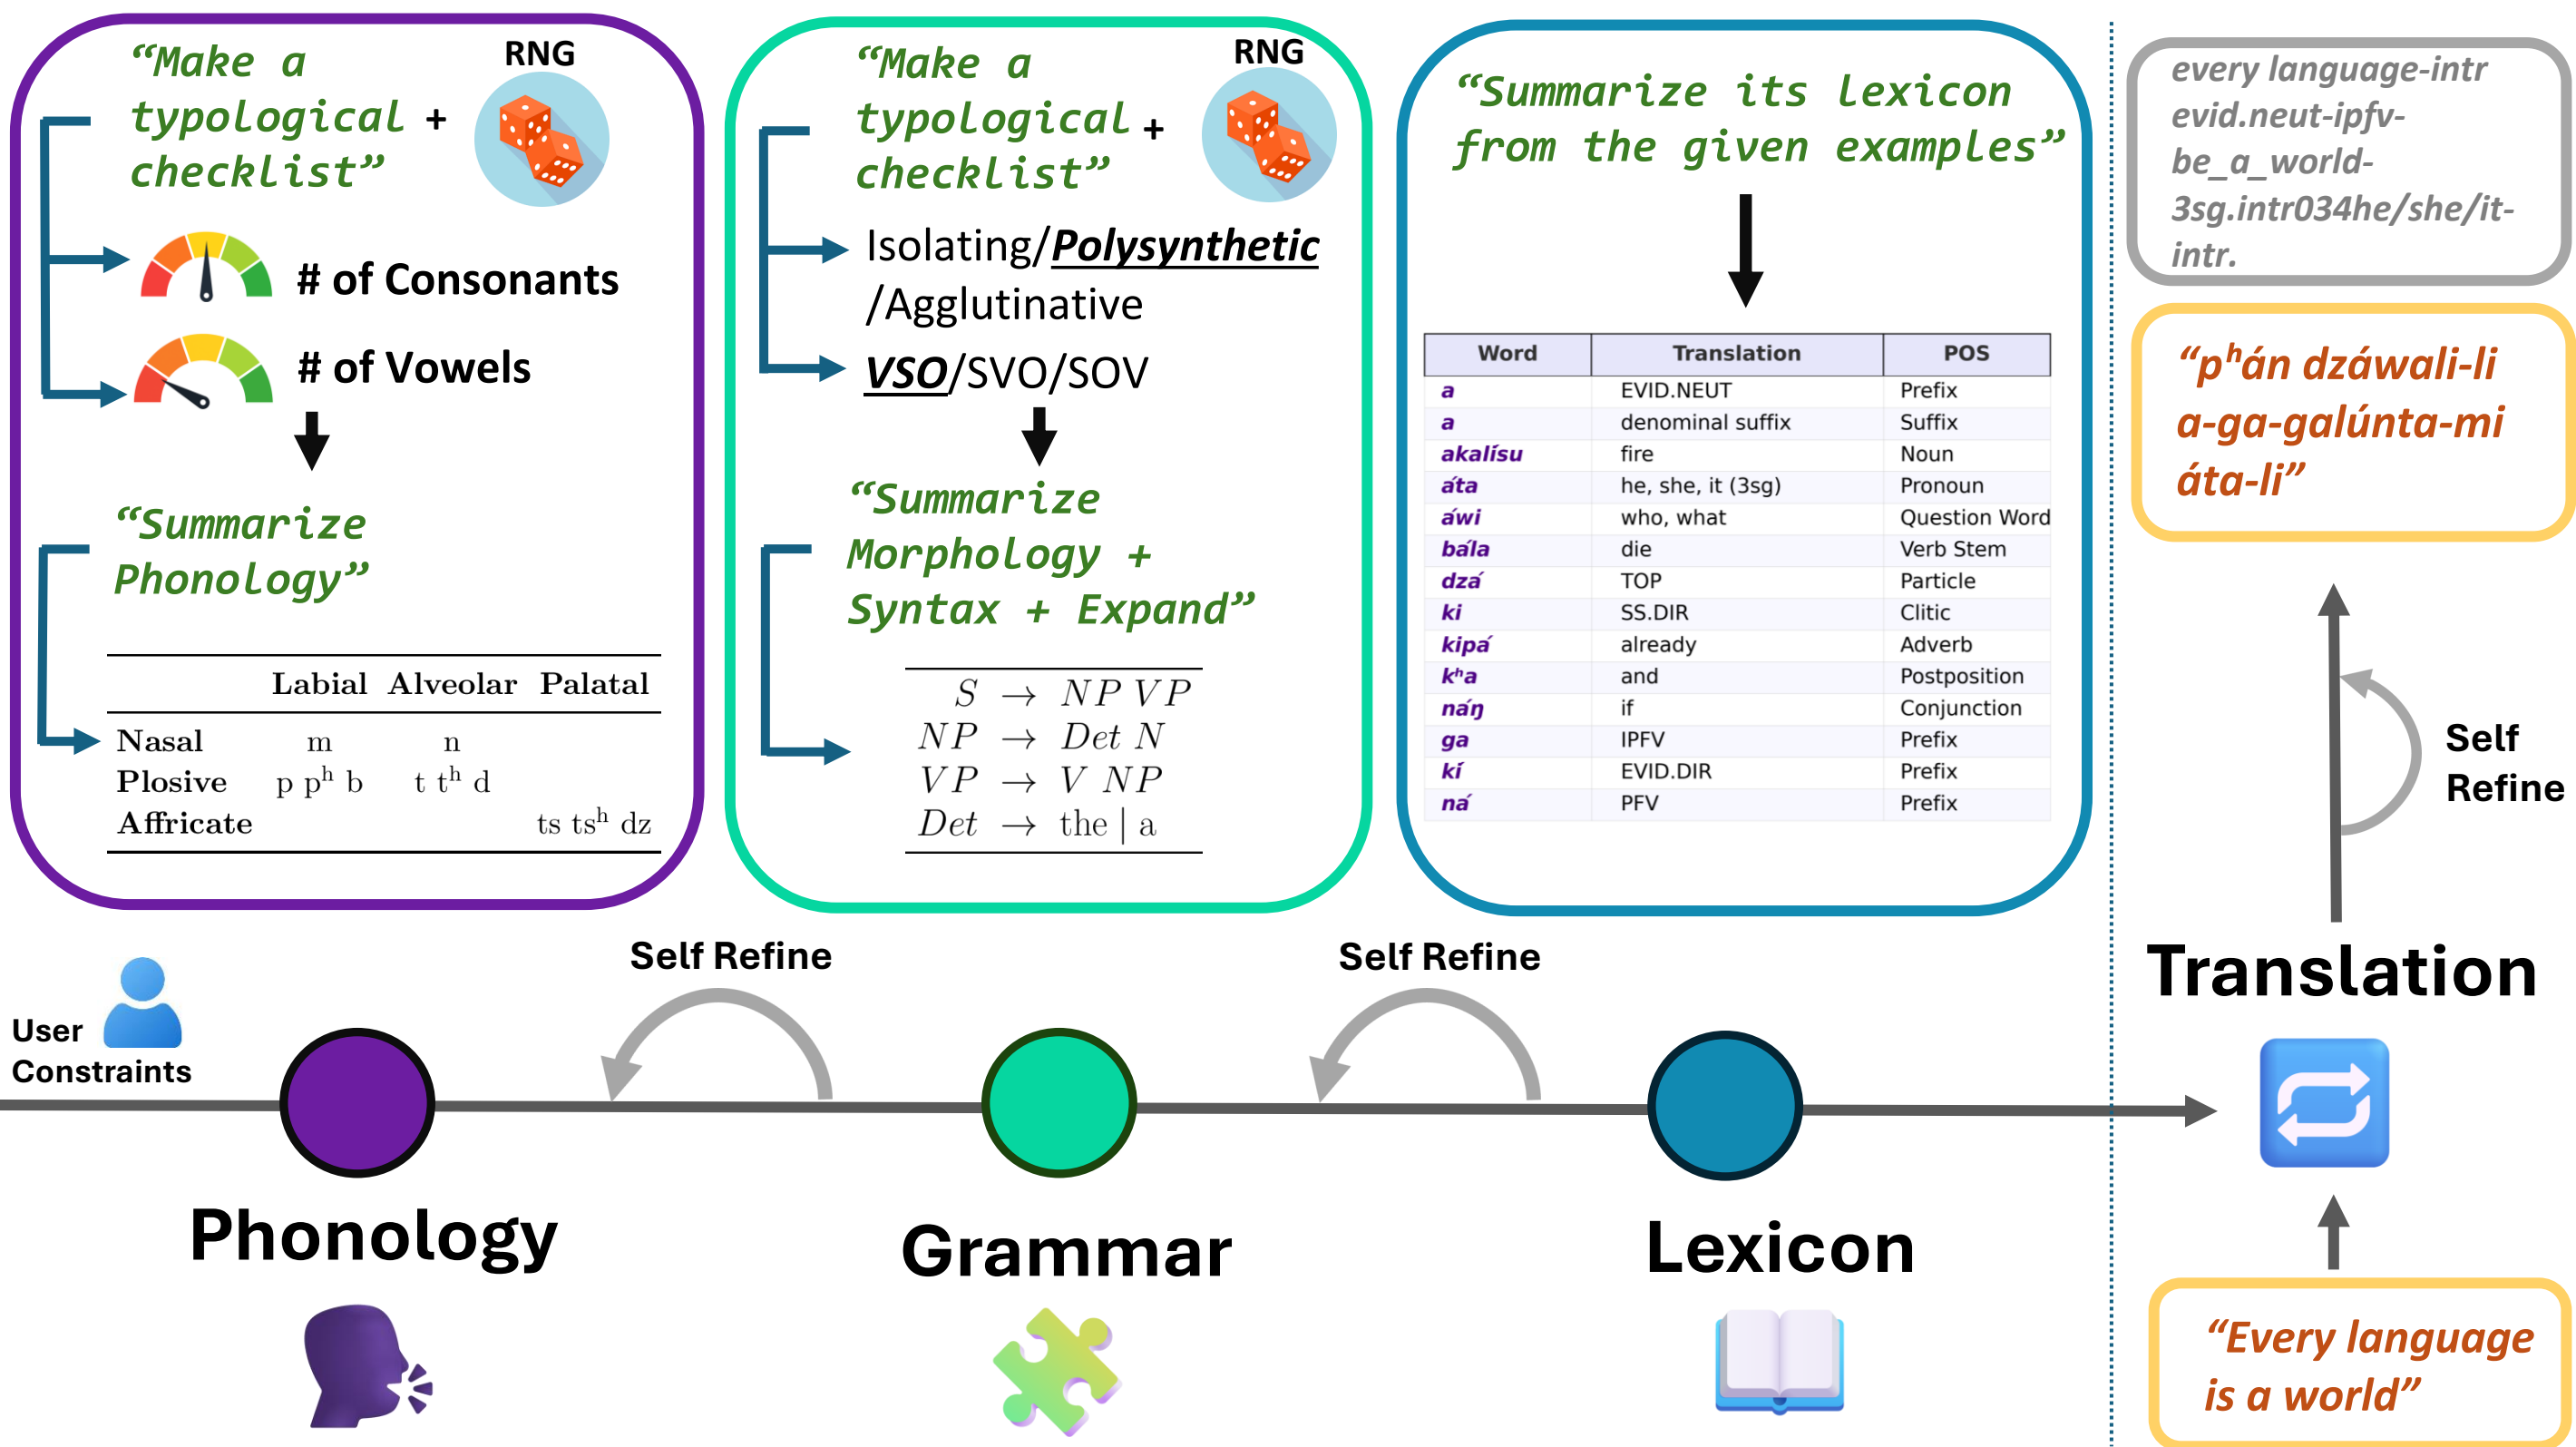 “Make a
typological +
checklist”
RNG
# of Consonants
# of Vowels
“Summarize
Phonology”
Labial Alveolar Palatal
Nasal m n
Plosive p pʰ b t tʰ d
Affricate ts tsʰ dz
“Make a
typological +
checklist”
RNG
Isolating/Polysynthetic
/Agglutinative
VSO/SVO/SOV
“Summarize
Morphology +
Syntax + Expand”
S → NP VP
NP → Det N
VP → V NP
Det → the | a
“Summarize its lexicon
from the given examples”
Word Translation POS
a EVID.NEUT Prefix
a denominal suffix Suffix
akalísu fire Noun
áta he, she, it (3sg) Pronoun
áwi who, what Question Word
bála die Verb Stem
dzá TOP Particle
ki SS.DIR Clitic
kipá already Adverb
kʰa and Postposition
náŋ if Conjunction
ga IPFV Prefix
kí EVID.DIR Prefix
ná PFV Prefix
every language-intr
evid.neut-ipfv-
be_a_world-
3sg.intr034he/she/it-
intr.
“pʰán dzáwali-li
a-ga-galúnta-mi
áta-li”
Self
Refine
Translation
“Every language
is a world”
User
Constraints
Self Refine
Self Refine
Phonology
Grammar
Lexicon